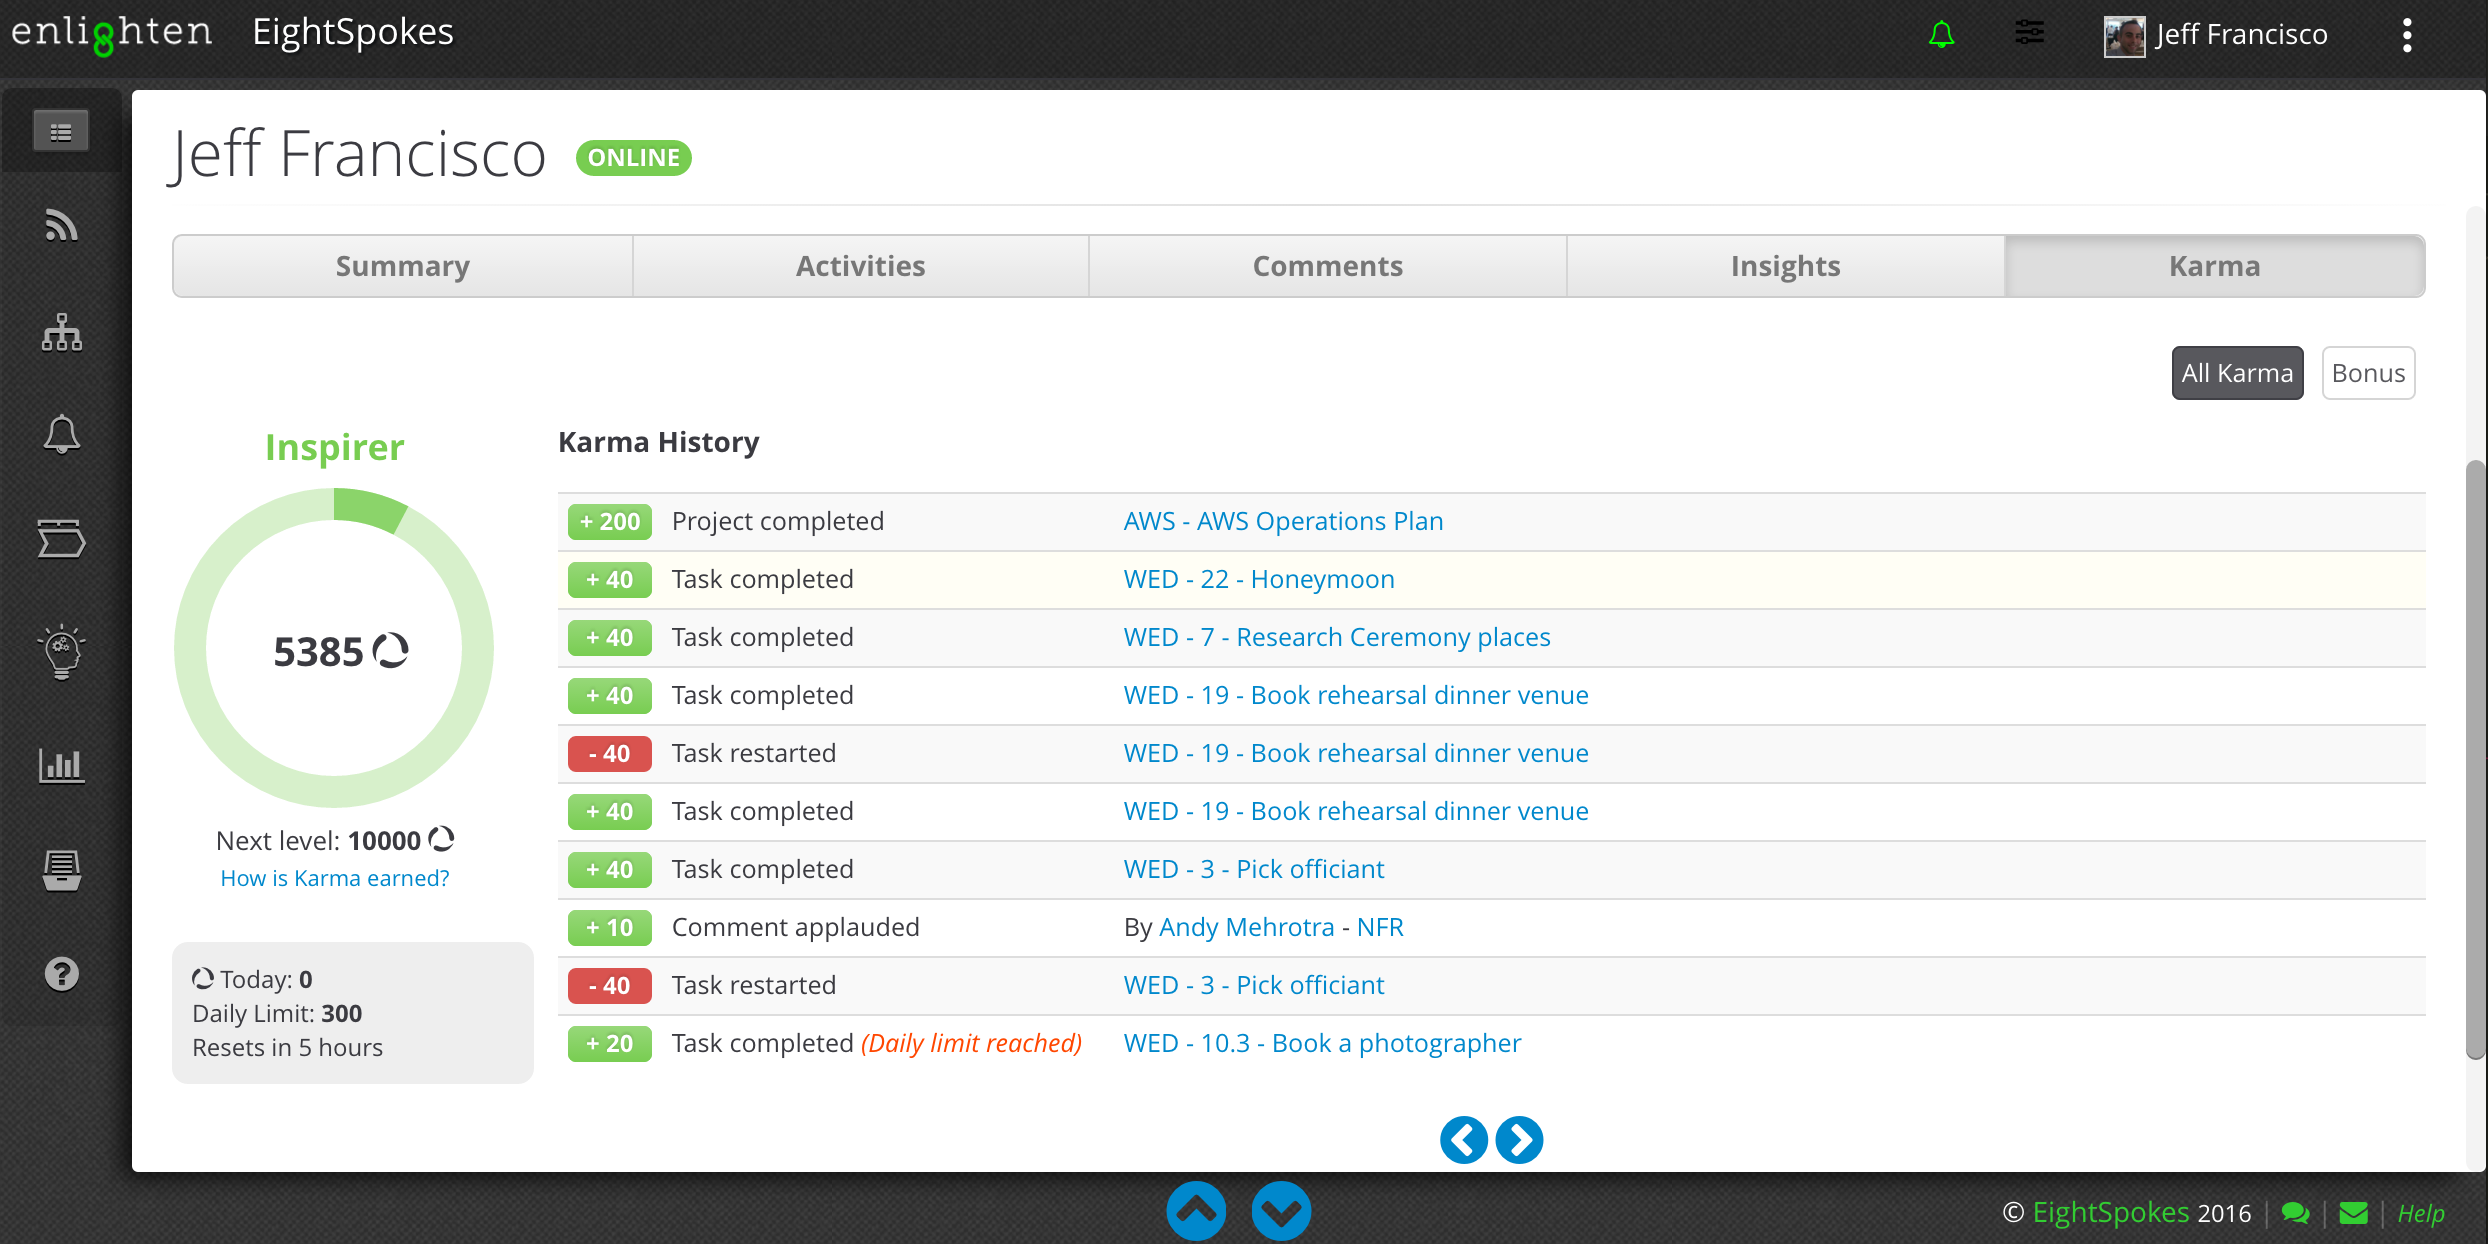 enlighten EightSpokes Jeff Francisco
Jeff Francisco ONLINE
Summary Activities Comments Insights Karma
All Karma Bonus
Inspirer
5385
Next level: 10000
How is Karma earned?
Today: 0
Daily Limit: 300
Resets in 5 hours
Karma History
+ 200 Project completed AWS - AWS Operations Plan
+ 40 Task completed WED - 22 - Honeymoon
+ 40 Task completed WED - 7 - Research Ceremony places
+ 40 Task completed WED - 19 - Book rehearsal dinner venue
- 40 Task restarted WED - 19 - Book rehearsal dinner venue
+ 40 Task completed WED - 19 - Book rehearsal dinner venue
+ 40 Task completed WED - 3 - Pick officiant
+ 10 Comment applauded By Andy Mehrotra - NFR
- 40 Task restarted WED - 3 - Pick officiant
+ 20 Task completed (Daily limit reached) WED - 10.3 - Book a photographer
© EightSpokes 2016 | | | Help